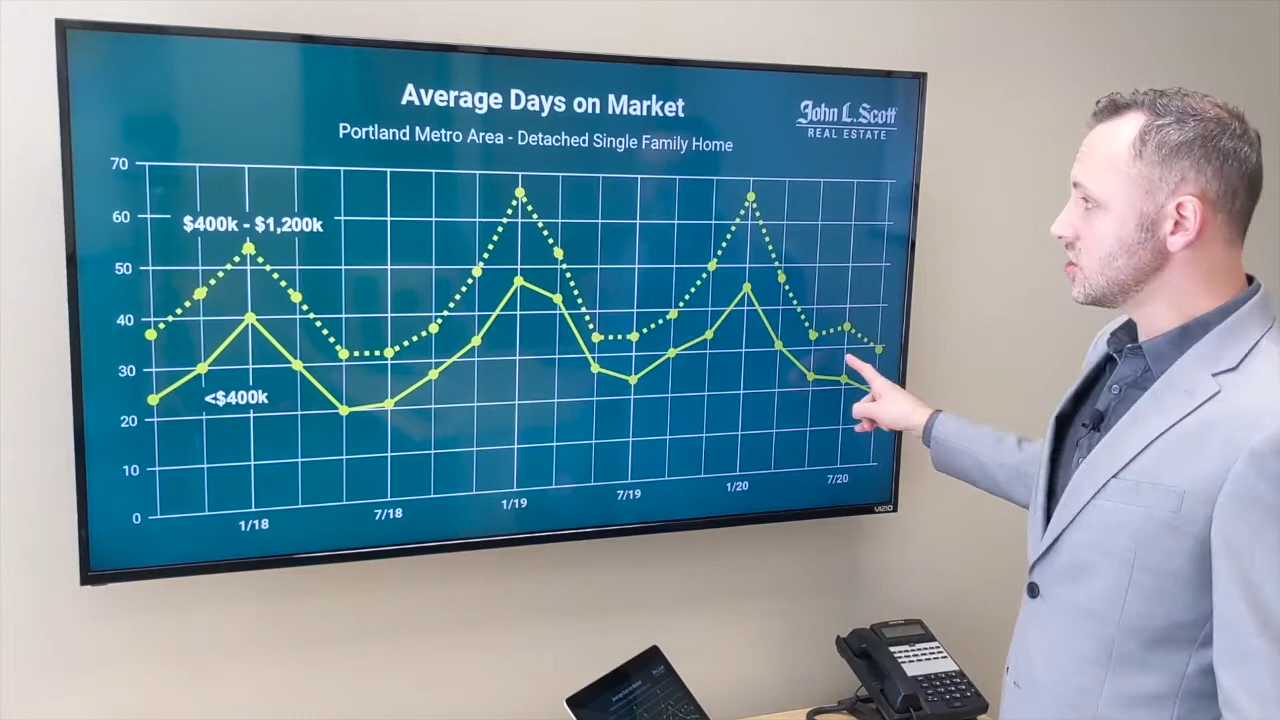 Average Days on Market
John L. Scott
REAL ESTATE
Portland Metro Area - Detached Single Family Home
70
60
50
40
30
20
10
0
$400k - $1,200k
<$400k
1/18
7/18
1/19
7/19
1/20
7/20
VIZIO